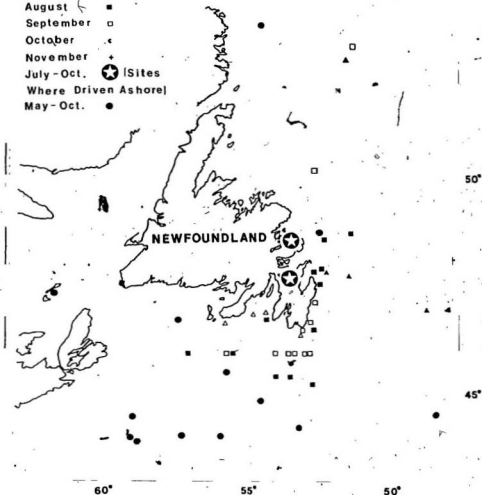 August ■
September □
October
November +
July-Oct. ✪ (Sites
Where Driven Ashore)
May-Oct. ●
50°
NEWFOUNDLAND
45°
60° 55° 50°